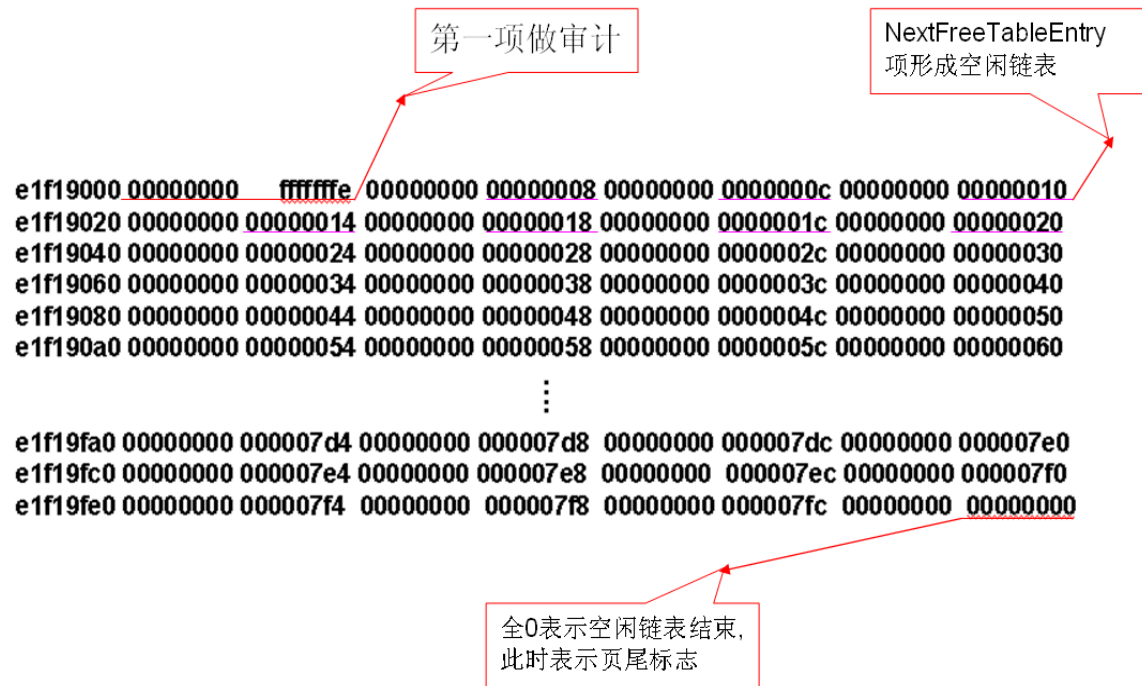 第一项做审计
NextFreeTableEntry
项形成空闲链表
e1f19000 00000000 fffffffe 00000000 00000008 00000000 0000000c 00000000 00000010
e1f19020 00000000 00000014 00000000 00000018 00000000 0000001c 00000000 00000020
e1f19040 00000000 00000024 00000000 00000028 00000000 0000002c 00000000 00000030
e1f19060 00000000 00000034 00000000 00000038 00000000 0000003c 00000000 00000040
e1f19080 00000000 00000044 00000000 00000048 00000000 0000004c 00000000 00000050
e1f190a0 00000000 00000054 00000000 00000058 00000000 0000005c 00000000 00000060
⋮
e1f19fa0 00000000 000007d4 00000000 000007d8 00000000 000007dc 00000000 000007e0
e1f19fc0 00000000 000007e4 00000000 000007e8 00000000 000007ec 00000000 000007f0
e1f19fe0 00000000 000007f4 00000000 000007f8 00000000 000007fc 00000000 00000000
全0表示空闲链表结束,
此时表示页尾标志